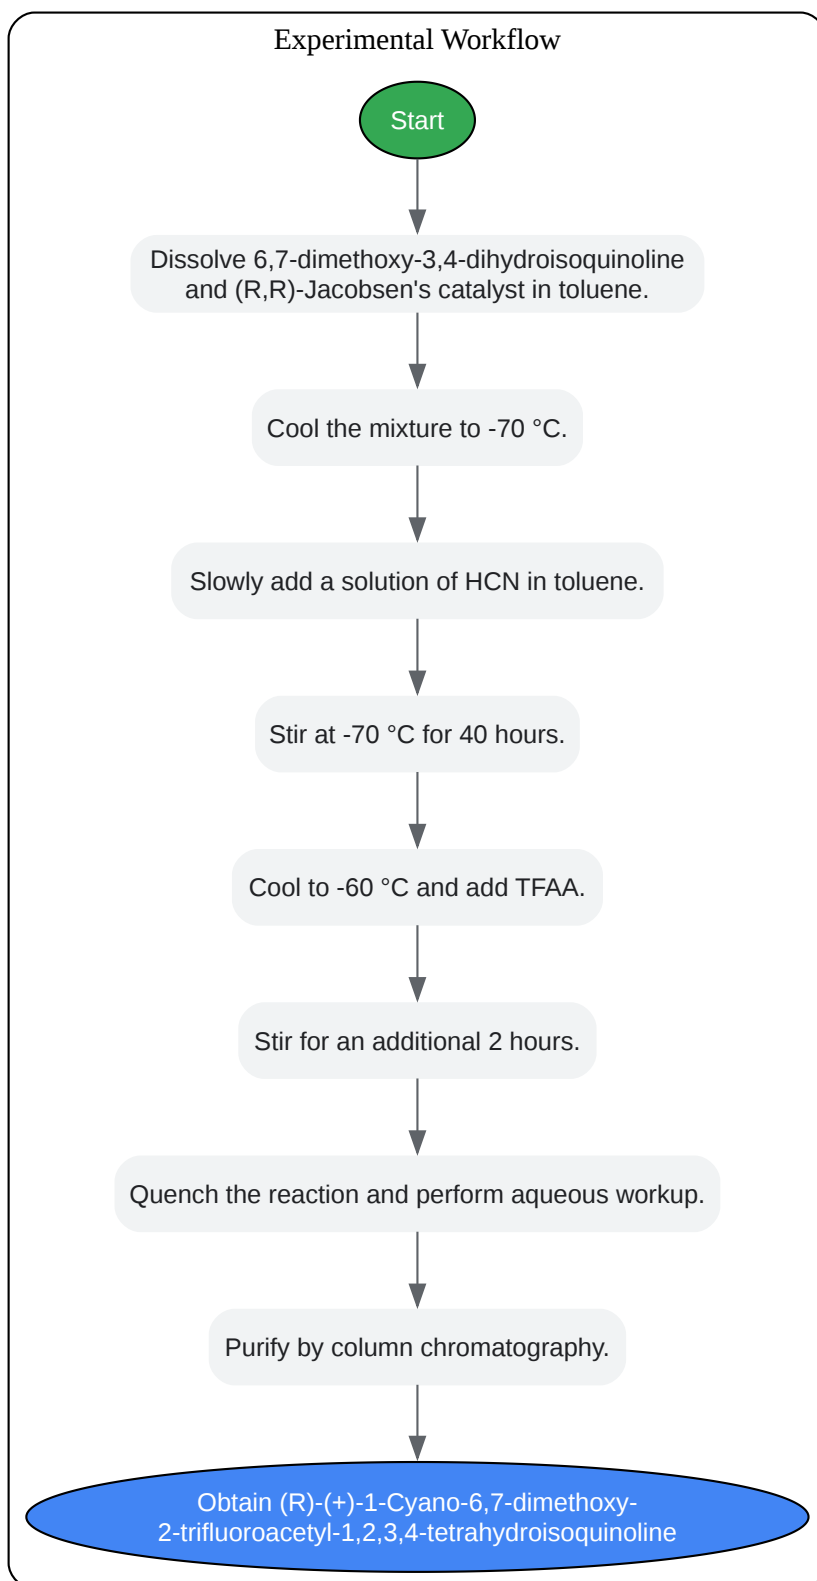 Experimental Workflow
Start
Dissolve 6,7-dimethoxy-3,4-dihydroisoquinoline
and (R,R)-Jacobsen's catalyst in toluene.
Cool the mixture to -70 °C.
Slowly add a solution of HCN in toluene.
Stir at -70 °C for 40 hours.
Cool to -60 °C and add TFAA.
Stir for an additional 2 hours.
Quench the reaction and perform aqueous workup.
Purify by column chromatography.
Obtain (R)-(+)-1-Cyano-6,7-dimethoxy-
2-trifluoroacetyl-1,2,3,4-tetrahydroisoquinoline